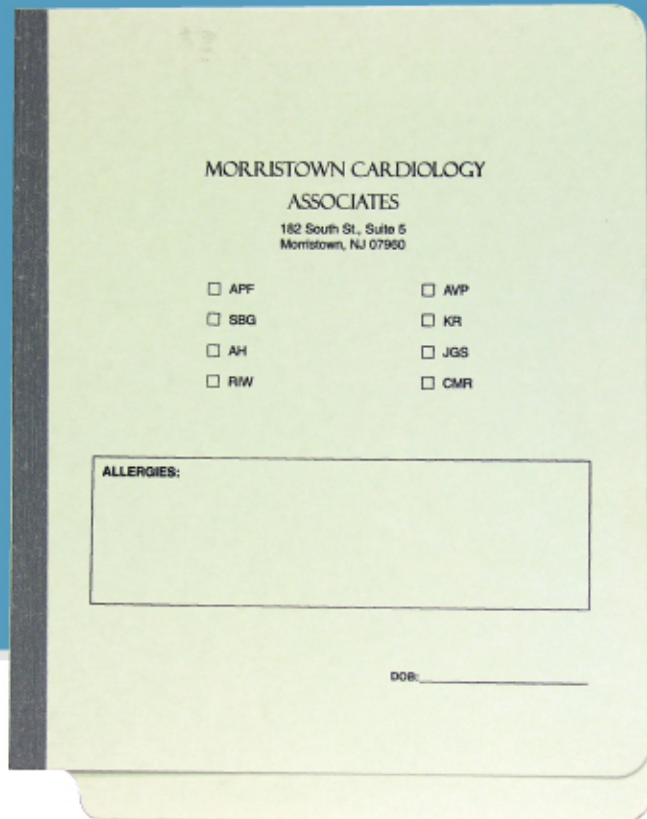 MORRISTOWN CARDIOLOGY
ASSOCIATES
182 South St., Suite 5
Morristown, NJ 07960
APF
AVP
SBG
KR
AH
JGS
RIW
CMR
ALLERGIES:
DOB: